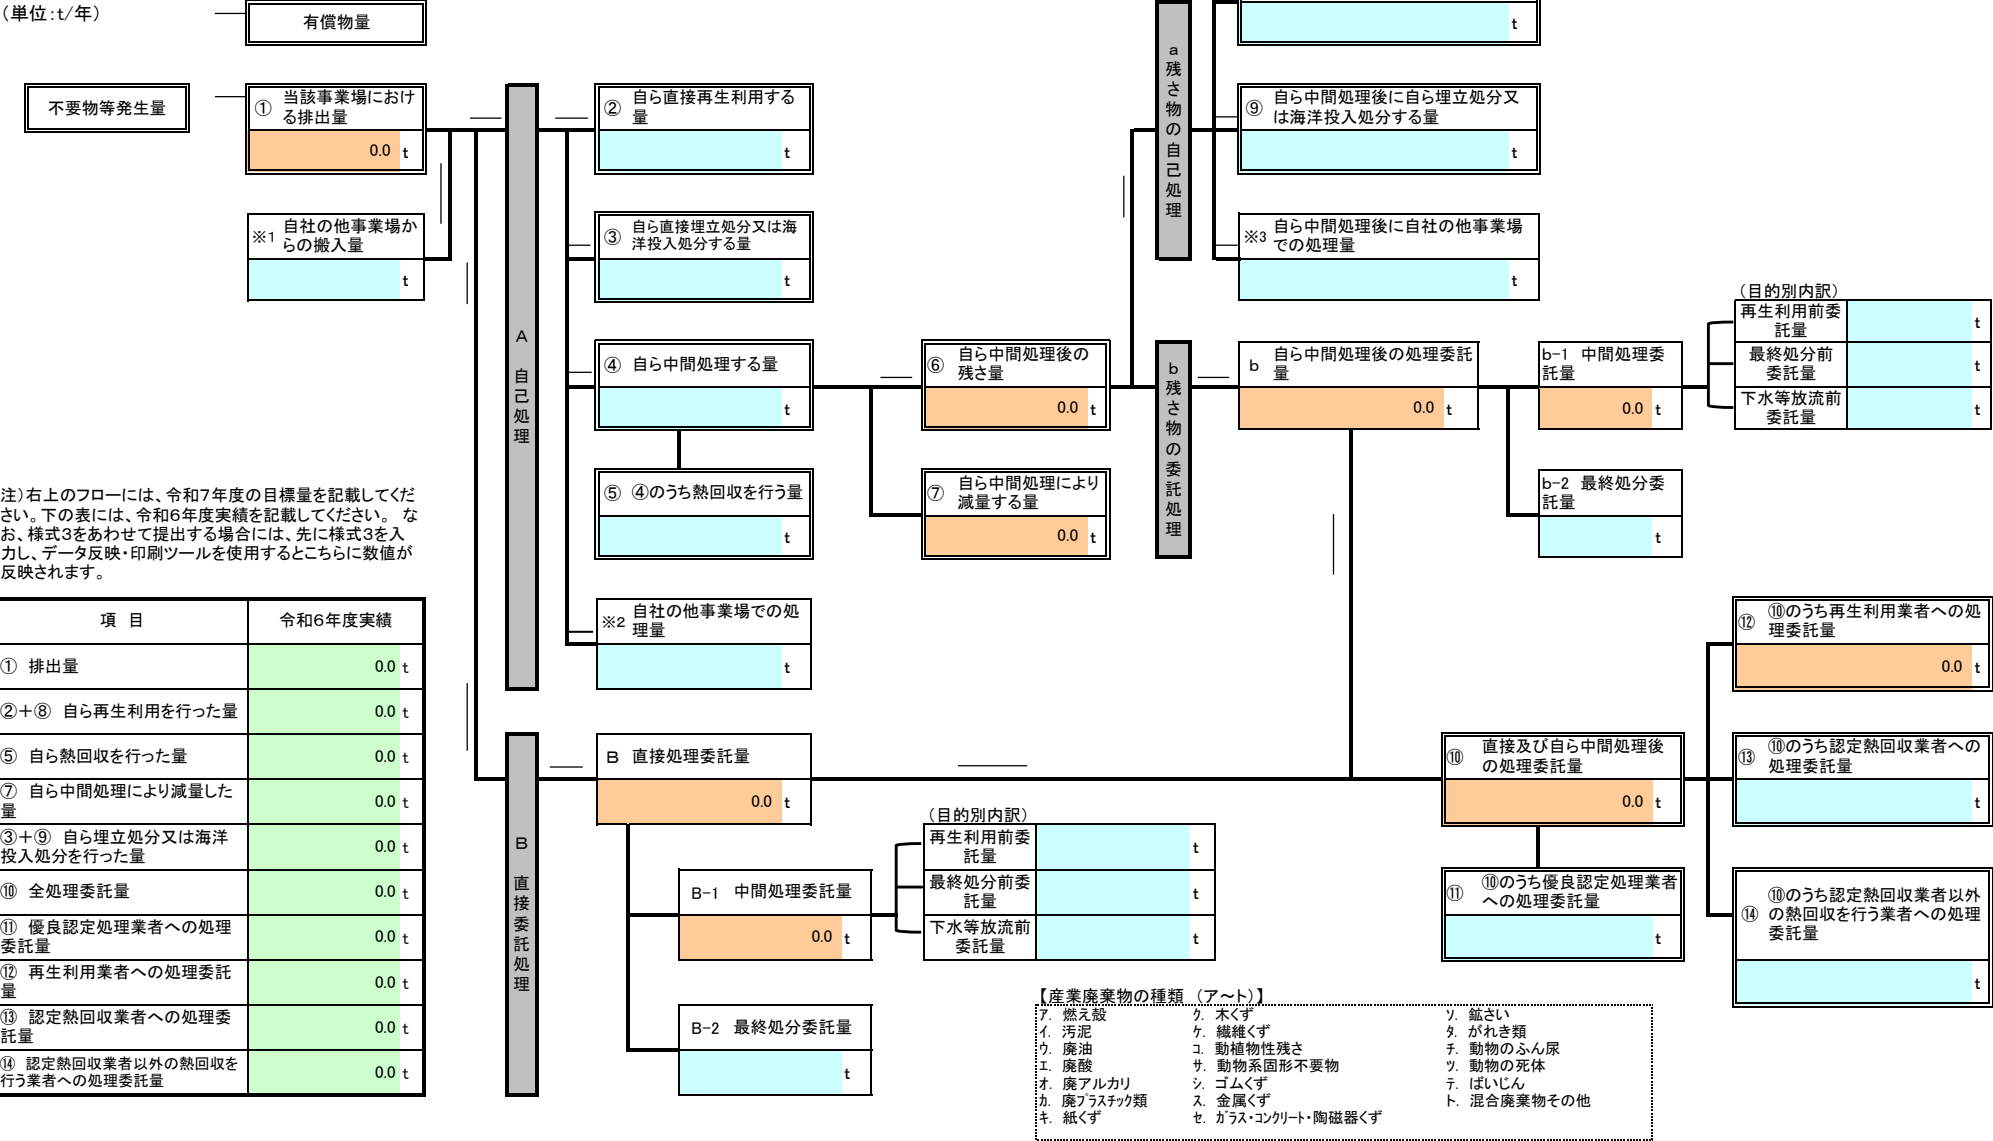 （単位:t/年）
有償物量
t
不要物等発生量
① 当該事業場におけ
る排出量
0.0 t
② 自ら直接再生利用する
量
t
⑨ 自ら中間処理後に自ら埋立処分又
は海洋投入処分する量
t
a 残さ物の自己処理
※1 自社の他事業場か
らの搬入量
t
③ 自ら直接埋立処分又は海
洋投入処分する量
t
※3 自ら中間処理後に自社の他事業場
での処理量
t
A 自己処理
④ 自ら中間処理する量
t
⑥ 自ら中間処理後の
残さ量
0.0 t
b 残さ物の委託処理
b 自ら中間処理後の処理委託
量
0.0 t
b-1 中間処理委
託量
0.0 t
（目的別内訳）
再生利用前委
託量
t
最終処分前
委託量
t
下水等放流前
委託量
t
⑤ ④のうち熱回収を行う量
t
⑦ 自ら中間処理により
減量する量
0.0 t
b-2 最終処分委
託量
t
注）右上のフローには、令和7年度の目標量を記載してくだ
さい。下の表には、令和6年度実績を記載してください。 な
お、様式3をあわせて提出する場合には、先に様式3を入
力し、データ反映・印刷ツールを使用するとこちらに数値が
反映されます。
※2 自社の他事業場での処
理量
t
項 目 令和6年度実績
① 排出量 0.0 t
②＋⑧ 自ら再生利用を行った量 0.0 t
⑤ 自ら熱回収を行った量 0.0 t
⑦ 自ら中間処理により減量した
量 0.0 t
③＋⑨ 自ら埋立処分又は海洋
投入処分を行った量 0.0 t
⑩ 全処理委託量 0.0 t
⑪ 優良認定処理業者への処理
委託量 0.0 t
⑫ 再生利用業者への処理委託
量 0.0 t
⑬ 認定熱回収業者への処理委
託量 0.0 t
⑭ 認定熱回収業者以外の熱回収を
行う業者への処理委託量 0.0 t
B 直接委託処理
B 直接処理委託量
0.0 t
B-1 中間処理委託量
0.0 t
（目的別内訳）
再生利用前委
託量
t
最終処分前委
託量
t
下水等放流前
委託量
t
B-2 最終処分委託量
t
⑩ 直接及び自ら中間処理後
の処理委託量
0.0 t
⑪ ⑩のうち優良認定処理業者
への処理委託量
t
⑫ ⑩のうち再生利用業者への処
理委託量
0.0 t
⑬ ⑩のうち認定熱回収業者への
処理委託量
t
⑭ ⑩のうち認定熱回収業者以外
の熱回収を行う業者への処理
委託量
t
【産業廃棄物の種類 （ア～ト）】
ア. 燃え殻 ク. 木くず ソ. 鉱さい
イ. 汚泥 ケ. 繊維くず タ. がれき類
ウ. 廃油 コ. 動植物性残さ チ. 動物のふん尿
エ. 廃酸 サ. 動物系固形不要物 ツ. 動物の死体
オ. 廃アルカリ シ. ゴムくず テ. ばいじん
カ. 廃プラスチック類 ス. 金属くず ト. 混合廃棄物その他
キ. 紙くず セ. ガラス・コンクリート・陶磁器くず